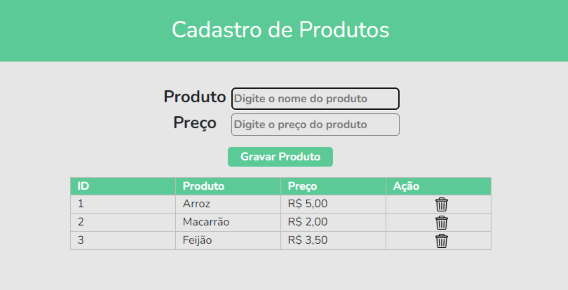 Cadastro de Produtos
Produto Digite o nome do produto
Preço Digite o preço do produto
Gravar Produto
ID Produto Preço Ação
1 Arroz R$ 5,00
2 Macarrão R$ 2,00
3 Feijão R$ 3,50